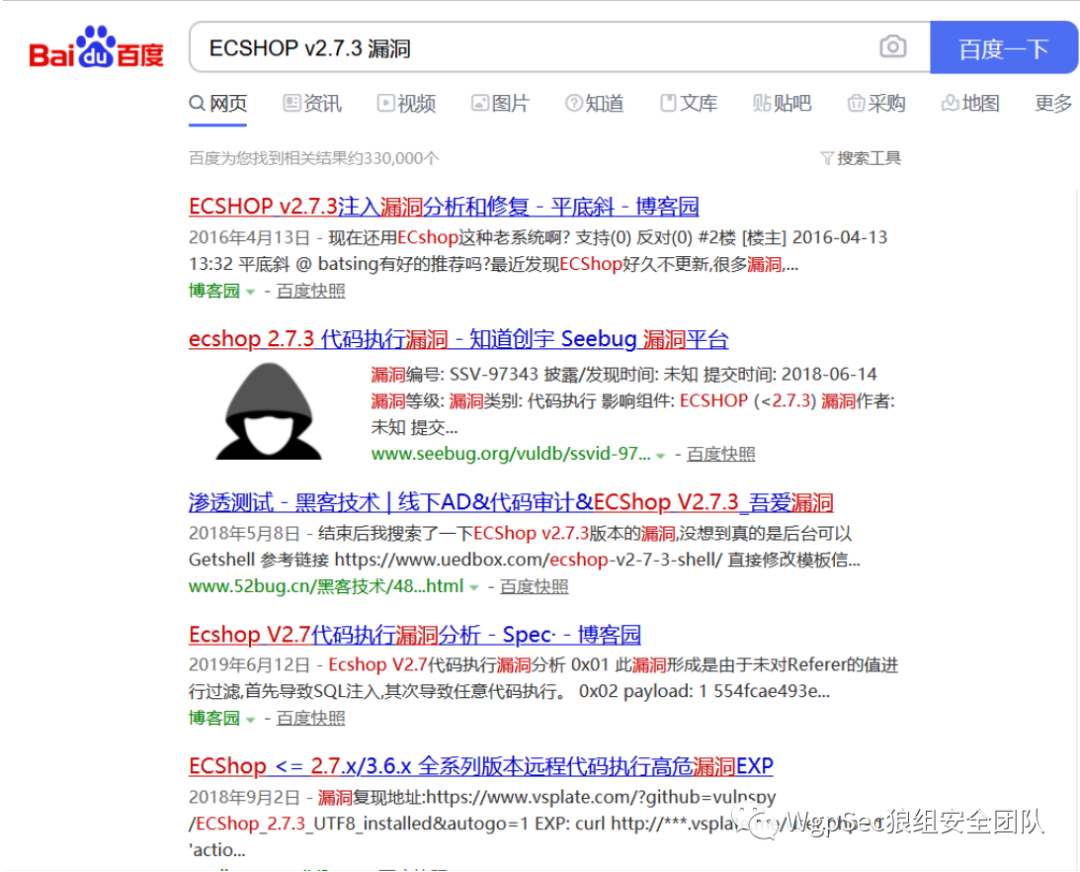 Bai du 百度
ECSHOP v2.7.3 漏洞
百度一下
网页 资讯 视频 图片 知道 文库 贴吧 采购 地图 更多
百度为您找到相关结果约330,000个
搜索工具
ECSHOP v2.7.3注入漏洞分析和修复 - 平底斜 - 博客园
2016年4月13日 - 现在还用ECshop这种老系统啊? 支持(0) 反对(0) #2楼 [楼主] 2016-04-13
13:32 平底斜 @ batsing有好的推荐吗?最近发现ECShop好久不更新,很多漏洞,...
博客园 - 百度快照
ecshop 2.7.3 代码执行漏洞 - 知道创宇 Seebug 漏洞平台
漏洞编号: SSV-97343 披露/发现时间: 未知 提交时间: 2018-06-14
漏洞等级: 漏洞类别: 代码执行 影响组件: ECSHOP (<2.7.3) 漏洞作者:
未知 提交...
www.seebug.org/vuldb/ssvid-97... - 百度快照
渗透测试 - 黑客技术 | 线下AD&代码审计&ECShop V2.7.3_吾爱漏洞
2018年5月8日 - 结束后我搜索了一下ECShop v2.7.3版本的漏洞,没想到真的是后台可以
Getshell 参考链接 https://www.uedbox.com/ecshop-v2-7-3-shell/ 直接修改模板信...
www.52bug.cn/黑客技术/48...html - 百度快照
Ecshop V2.7代码执行漏洞分析 - Spec· - 博客园
2019年6月12日 - Ecshop V2.7代码执行漏洞分析 0x01 此漏洞形成是由于未对Referer的值进
行过滤,首先导致SQL注入,其次导致任意代码执行。 0x02 payload: 1 554fcae493e...
博客园 - 百度快照
ECShop <= 2.7.x/3.6.x 全系列版本远程代码执行高危漏洞EXP
2018年9月2日 - 漏洞复现地址:https://www.vsplate.com/?github=vulnspy
/ECShop_2.7.3_UTF8_installed&autogo=1 EXP: curl http://***.vsplate.me/user.php -d
'actio...
WgpSec狼组安全团队